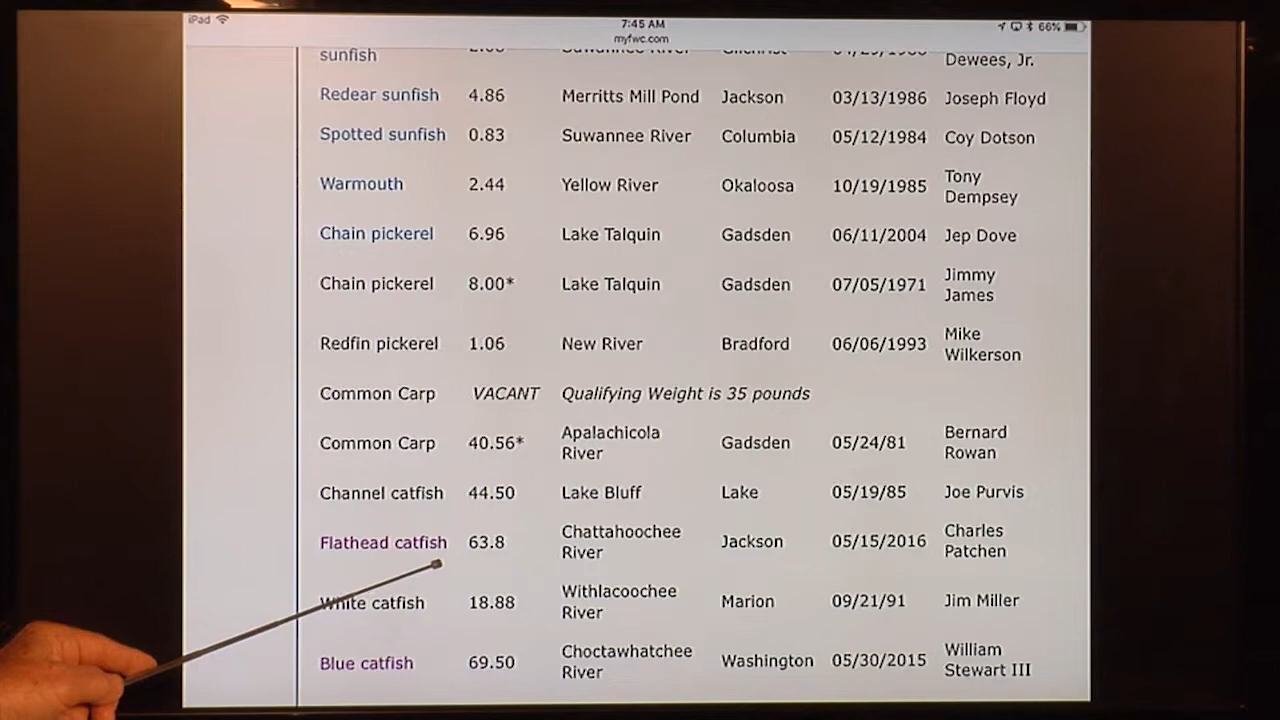 iPad 7:45 AM 66%
myfwc.com
sunfish Dewees, Jr.
Redear sunfish 4.86 Merritts Mill Pond Jackson 03/13/1986 Joseph Floyd
Spotted sunfish 0.83 Suwannee River Columbia 05/12/1984 Coy Dotson
Warmouth 2.44 Yellow River Okaloosa 10/19/1985 Tony
Dempsey
Chain pickerel 6.96 Lake Talquin Gadsden 06/11/2004 Jep Dove
Chain pickerel 8.00* Lake Talquin Gadsden 07/05/1971 Jimmy
James
Redfin pickerel 1.06 New River Bradford 06/06/1993 Mike
Wilkerson
Common Carp VACANT Qualifying Weight is 35 pounds
Common Carp 40.56* Apalachicola Gadsden 05/24/81 Bernard
River Rowan
Channel catfish 44.50 Lake Bluff Lake 05/19/85 Joe Purvis
Flathead catfish 63.8 Chattahoochee Jackson 05/15/2016 Charles
River Patchen
White catfish 18.88 Withlacoochee Marion 09/21/91 Jim Miller
River
Blue catfish 69.50 Choctawhatchee Washington 05/30/2015 William
River Stewart III